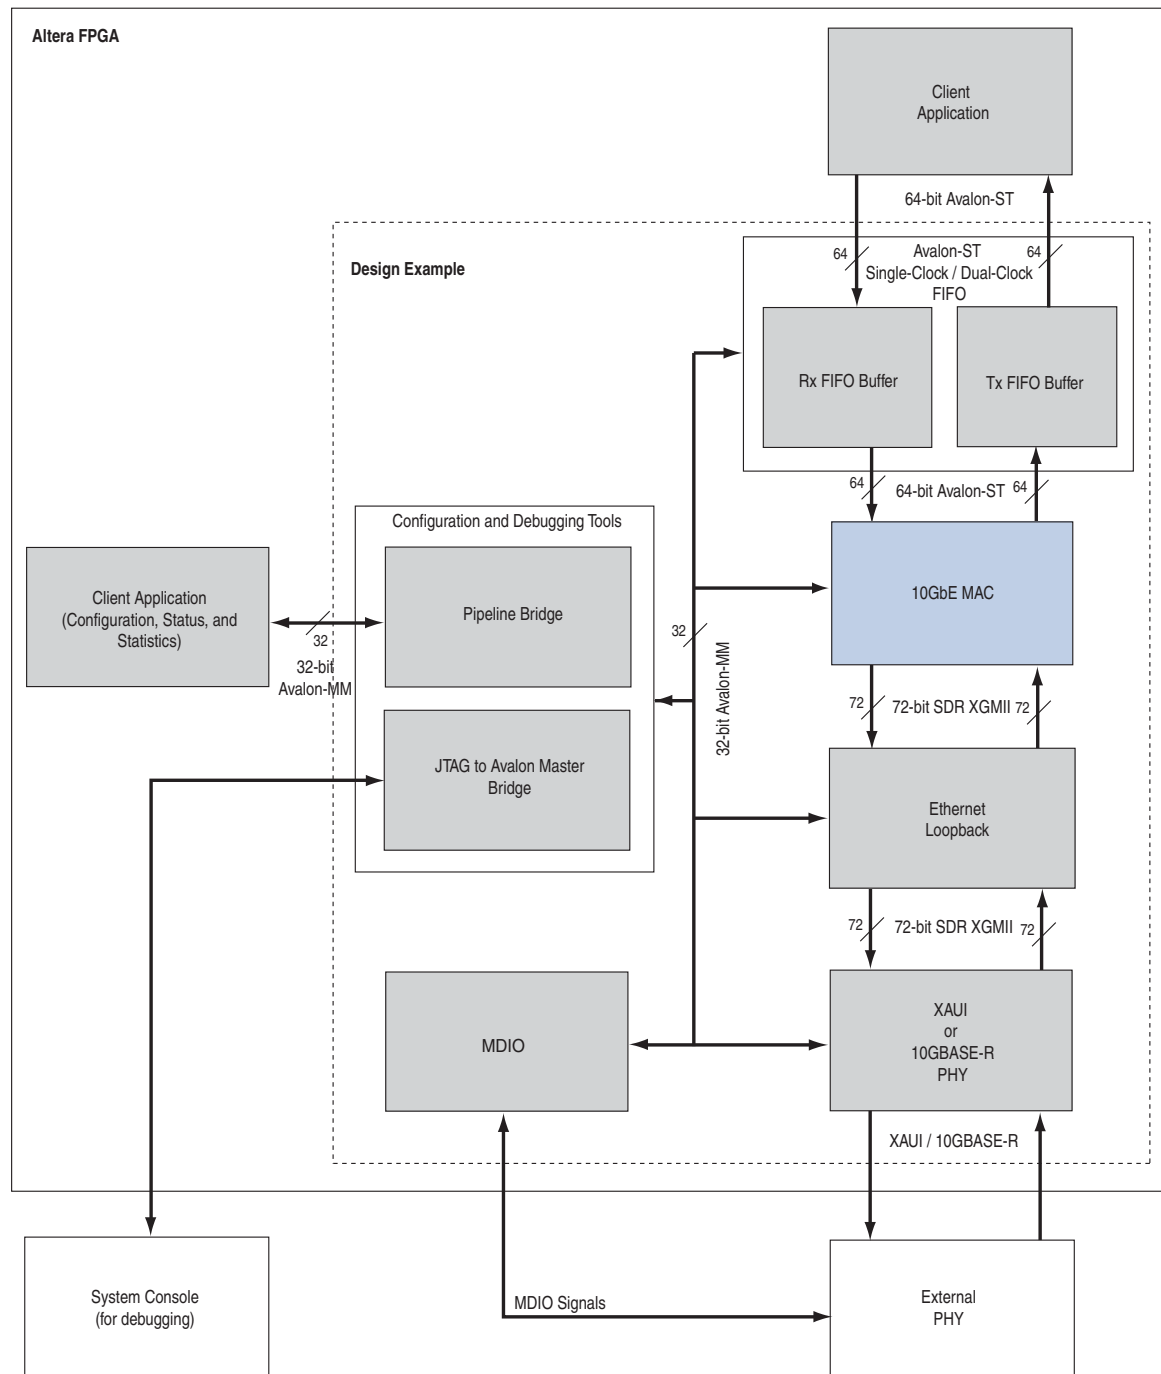 Altera FPGA
Client
Application
64-bit Avalon-ST
Design Example
64
Avalon-ST
64
Single-Clock / Dual-Clock
FIFO
Rx FIFO Buffer
Tx FIFO Buffer
64
64-bit Avalon-ST
64
Configuration and Debugging Tools
Client Application
(Configuration, Status, and
Statistics)
32
32-bit
Avalon-MM
Pipeline Bridge
32
32-bit Avalon-MM
10GbE MAC
72
72-bit SDR XGMII
72
JTAG to Avalon Master
Bridge
Ethernet
Loopback
72
72-bit SDR XGMII
72
MDIO
XAUI
or
10GBASE-R
PHY
XAUI / 10GBASE-R
System Console
(for debugging)
MDIO Signals
External
PHY